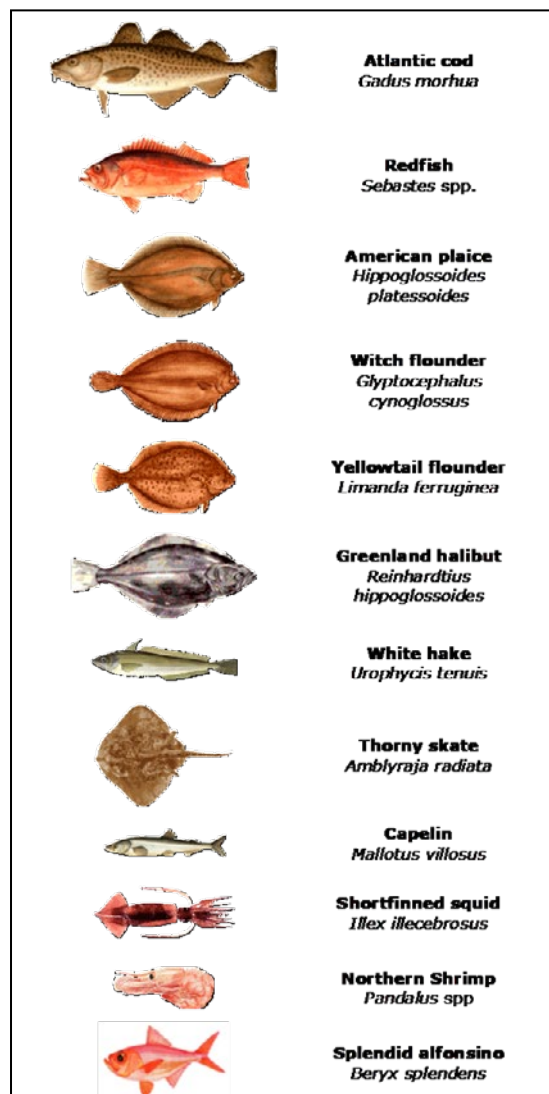 Atlantic cod
Gadus morhua
Redfish
Sebastes spp.
American plaice
Hippoglossoides
platessoides
Witch flounder
Glyptocephalus
cynoglossus
Yellowtail flounder
Limanda ferruginea
Greenland halibut
Reinhardtius
hippoglossoides
White hake
Urophycis tenuis
Thorny skate
Amblyraja radiata
Capelin
Mallotus villosus
Shortfinned squid
Illex illecebrosus
Northern Shrimp
Pandalus spp
Splendid alfonsino
Beryx splendens